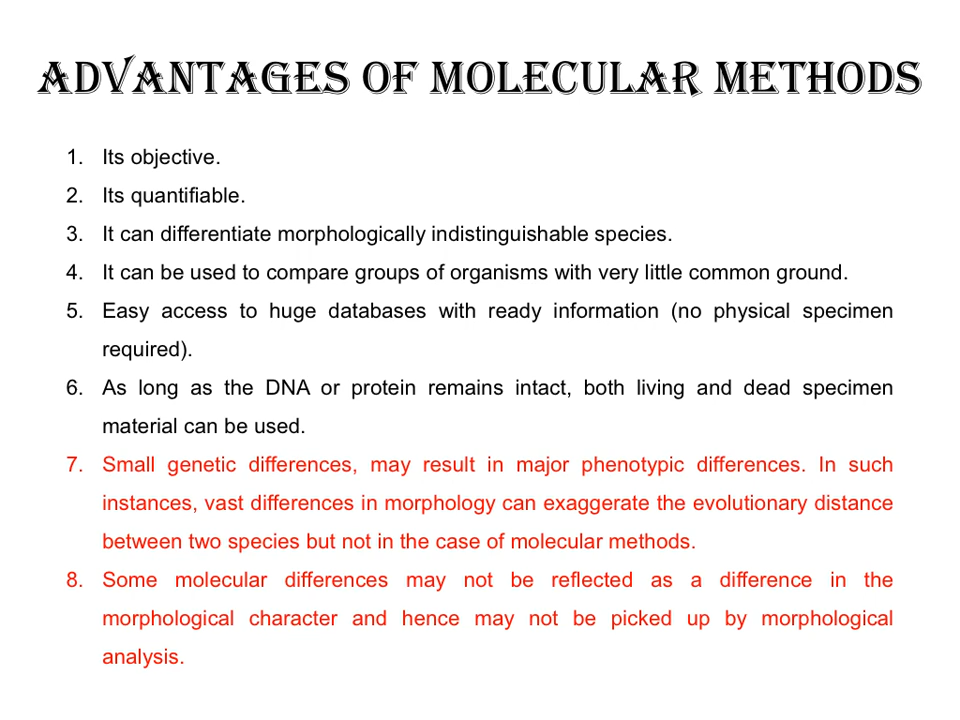 ADVANTAGES OF MOLECULAR METHODS
1. Its objective.
2. Its quantifiable.
3. It can differentiate morphologically indistinguishable species.
4. It can be used to compare groups of organisms with very little common ground.
5. Easy access to huge databases with ready information (no physical specimen
required).
6. As long as the DNA or protein remains intact, both living and dead specimen
material can be used.
7. Small genetic differences, may result in major phenotypic differences. In such
instances, vast differences in morphology can exaggerate the evolutionary distance
between two species but not in the case of molecular methods.
8. Some molecular differences may not be reflected as a difference in the
morphological character and hence may not be picked up by morphological
analysis.